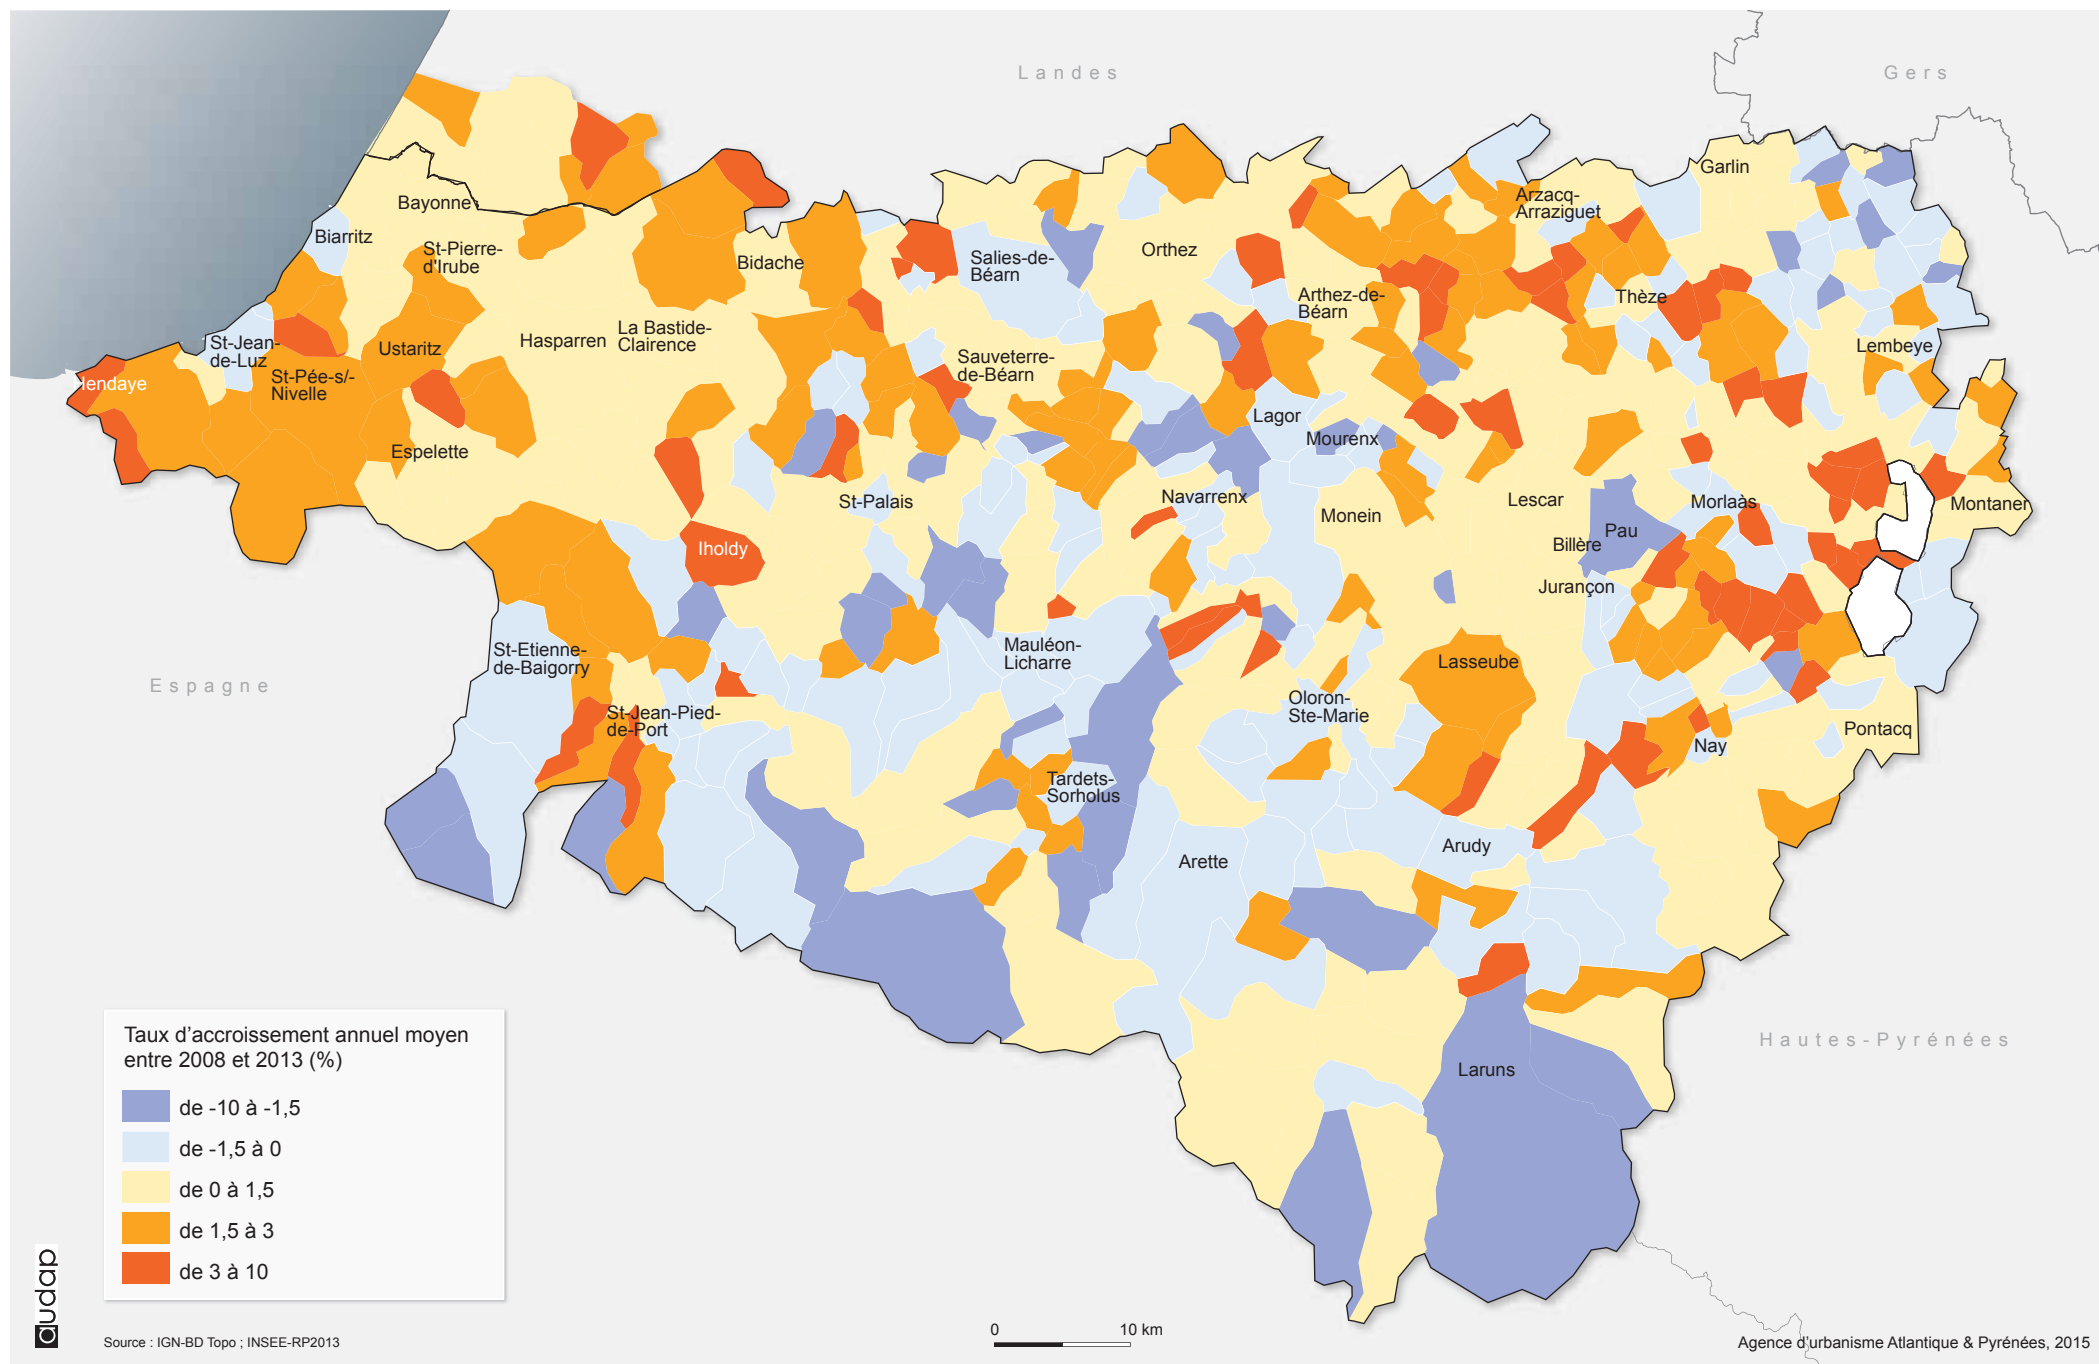 Landes
Gers
Garlin
Arzacq-
Arraziguet
Bayonne
Biarritz
St-Pierre-
d'Irube
Bidache
Salies-de-
Béarn
Orthez
Arthez-de-
Béarn
Thèze
Lembeye
St-Jean-
de-Luz
Ustaritz
Hasparren
La Bastide-
Clairence
Sauveterre-
de-Béarn
Hendaye
St-Pée-s/-
Nivelle
Lagor
Mourenx
Espelette
St-Palais
Navarrenx
Monein
Lescar
Morlaàs
Montaner
Pau
Billère
Iholdy
Jurançon
St-Etienne-
de-Baigorry
Mauléon-
Licharre
Lasseube
Espagne
St-Jean-Pied-
de-Port
Oloron-
Ste-Marie
Nay
Pontacq
Tardets-
Sorholus
Arette
Arudy
Laruns
Hautes-Pyrénées
Taux d'accroissement annuel moyen
entre 2008 et 2013 (%)
de -10 à -1,5
de -1,5 à 0
de 0 à 1,5
de 1,5 à 3
de 3 à 10
audap
Source : IGN-BD Topo ; INSEE-RP2013
0 10 km
Agence d'urbanisme Atlantique & Pyrénées, 2015